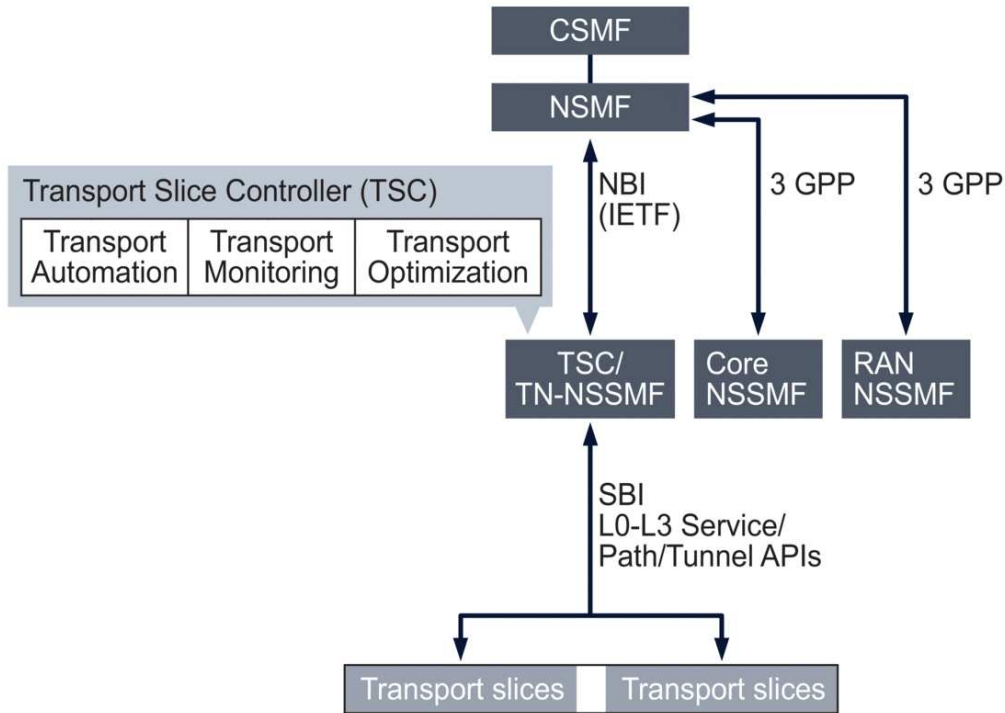 CSMF
NSMF
Transport Slice Controller (TSC)
Transport
Automation
Transport
Monitoring
Transport
Optimization
NBI
(IETF)
3 GPP
3 GPP
TSC/
TN-NSSMF
Core
NSSMF
RAN
NSSMF
SBI
L0-L3 Service/
Path/Tunnel APIs
Transport slices
Transport slices